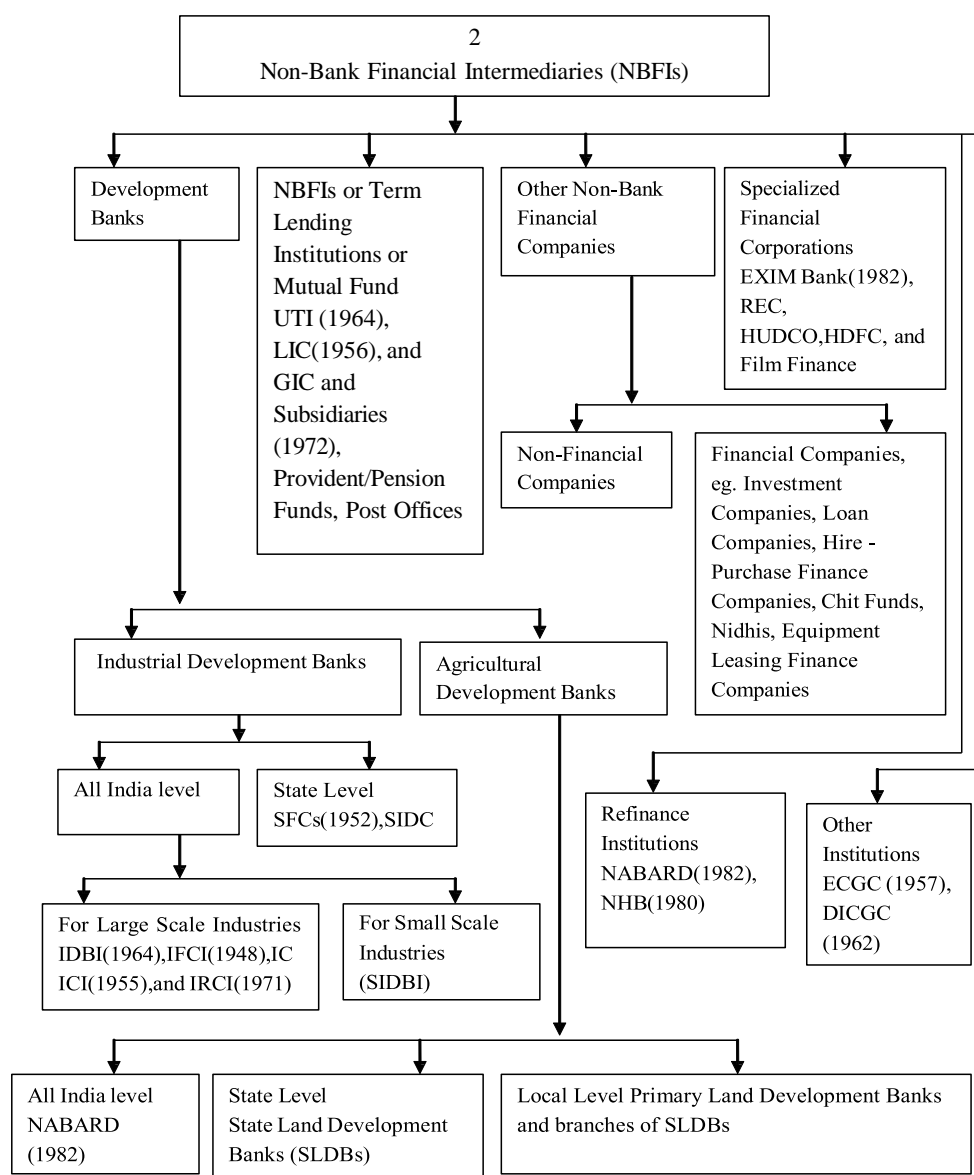 2
Non-Bank Financial Intermediaries (NBFIs)
Development
Banks
NBFIs or Term
Lending
Institutions or
Mutual Fund
UTI (1964),
LIC(1956), and
GIC and
Subsidiaries
(1972),
Provident/Pension
Funds, Post Offices
Other Non-Bank
Financial
Companies
Specialized
Financial
Corporations
EXIM Bank(1982),
REC,
HUDCO,HDFC, and
Film Finance
Non-Financial
Companies
Financial Companies,
eg. Investment
Companies, Loan
Companies, Hire -
Purchase Finance
Companies, Chit Funds,
Nidhis, Equipment
Leasing Finance
Companies
Industrial Development Banks
Agricultural
Development Banks
All India level
State Level
SFCs(1952),SIDC
Refinance
Institutions
NABARD(1982),
NHB(1980)
Other
Institutions
ECGC (1957),
DICGC
(1962)
For Large Scale Industries
IDBI(1964),IFCI(1948),IC
ICI(1955),and IRCI(1971)
For Small Scale
Industries
(SIDBI)
All India level
NABARD
(1982)
State Level
State Land Development
Banks (SLDBs)
Local Level Primary Land Development Banks
and branches of SLDBs